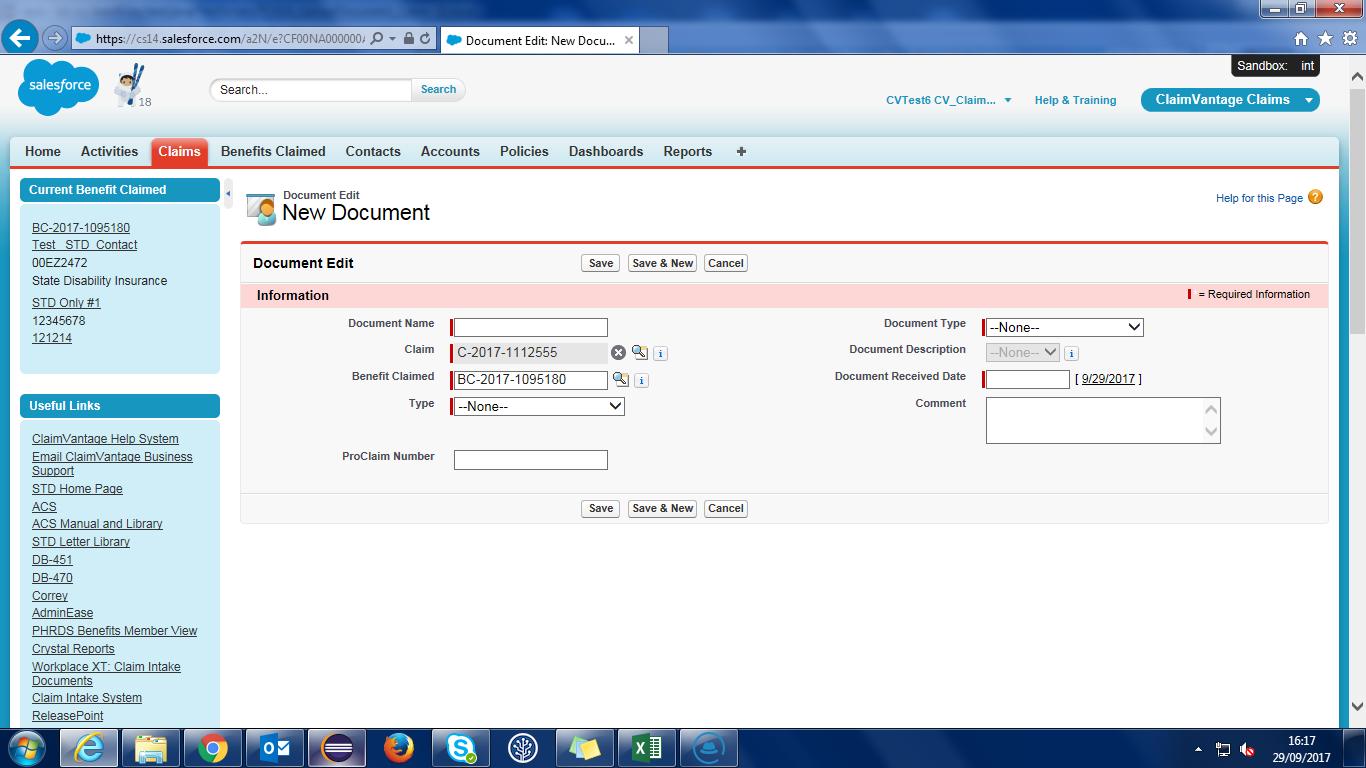 https://cs14.salesforce.com/a2N/e?CF00NA000000
Document Edit: New Docu...
Sandbox: int
salesforce
18
Search...
Search
CVTest6 CV_Claim...
Help & Training
ClaimVantage Claims
Home
Activities
Claims
Benefits Claimed
Contacts
Accounts
Policies
Dashboards
Reports
Current Benefit Claimed
BC-2017-1095180
Test_ STD_Contact
00EZ2472
State Disability Insurance
STD Only #1
12345678
121214
Useful Links
ClaimVantage Help System
Email ClaimVantage Business
Support
STD Home Page
ACS
ACS Manual and Library
STD Letter Library
DB-451
DB-470
Correy
AdminEase
PHRDS Benefits Member View
Crystal Reports
Workplace XT: Claim Intake
Documents
Claim Intake System
ReleasePoint
Document Edit
New Document
Help for this Page
Document Edit
Save
Save & New
Cancel
Information
= Required Information
Document Name
Document Type
--None--
Claim
C-2017-1112555
Document Description
--None--
Benefit Claimed
BC-2017-1095180
Document Received Date
[ 9/29/2017 ]
Type
--None--
Comment
ProClaim Number
Save
Save & New
Cancel
16:17
29/09/2017